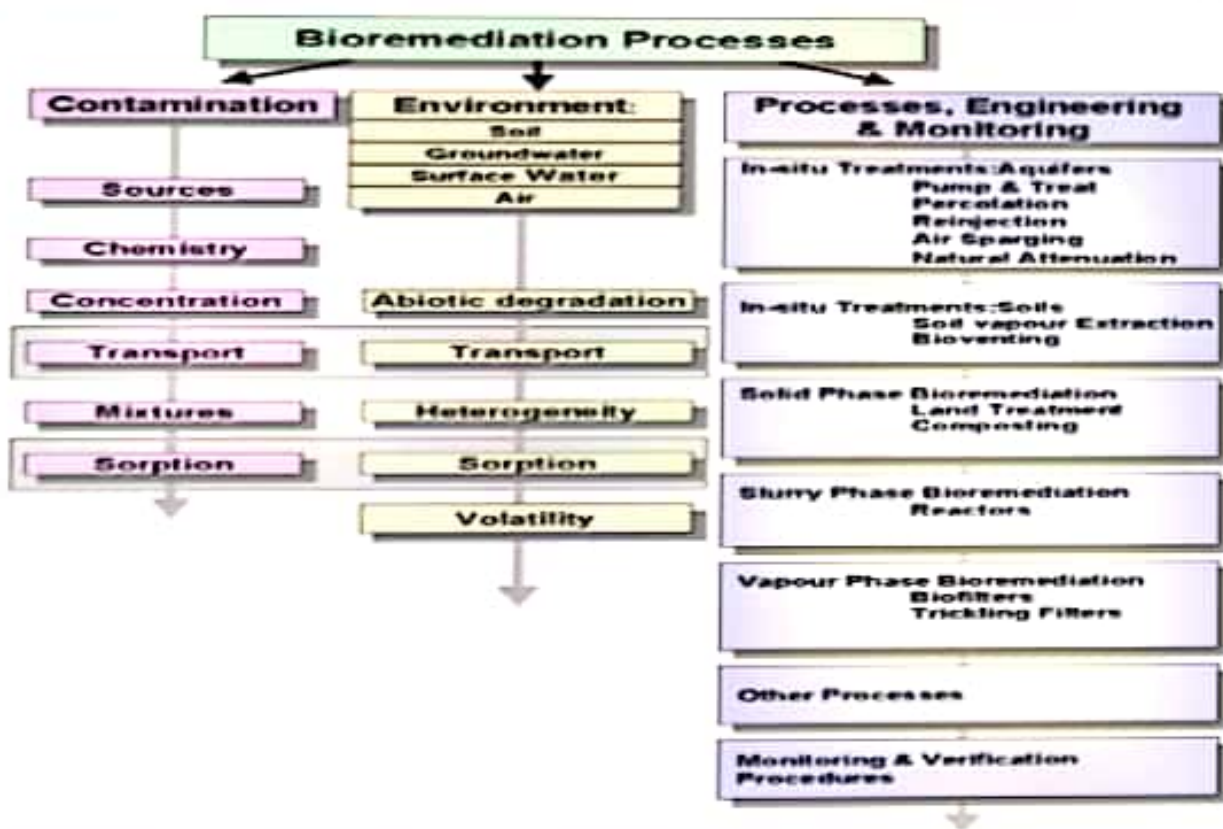 Bioremediation Processes
Contamination
Sources
Chemistry
Concentration
Transport
Mixtures
Sorption
Environment:
Soil
Groundwater
Surface Water
Air
Abiotic degradation
Transport
Heterogeneity
Sorption
Volatility
Processes, Engineering
& Monitoring
In-situ Treatments:Aquifers
Pump & Treat
Percolation
Reinjection
Air Sparging
Natural Attenuation
In-situ Treatments:Soils
Soil vapour Extraction
Bioventing
Solid Phase Bioremediation
Land Treatment
Composting
Slurry Phase Bioremediation
Reactors
Vapour Phase Bioremediation
Biofilters
Trickling Filters
Other Processes
Monitoring & Verification
Procedures